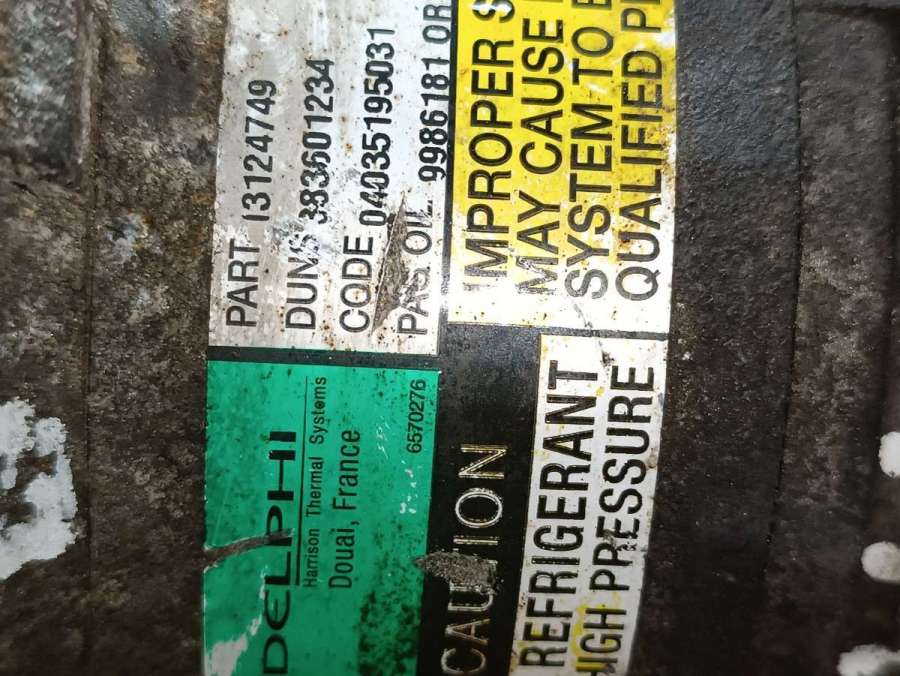 DELPHI
Harrison Thermal Systems
Douai, France
6570276
PART 13124749
DUNS 383601234
CODE 04035195031
PAG OIL 9986181 OR
CAUTION
REFRIGERANT
HIGH PRESSURE
IMPROPER S
MAY CAUSE
SYSTEM TO
QUALIFIED